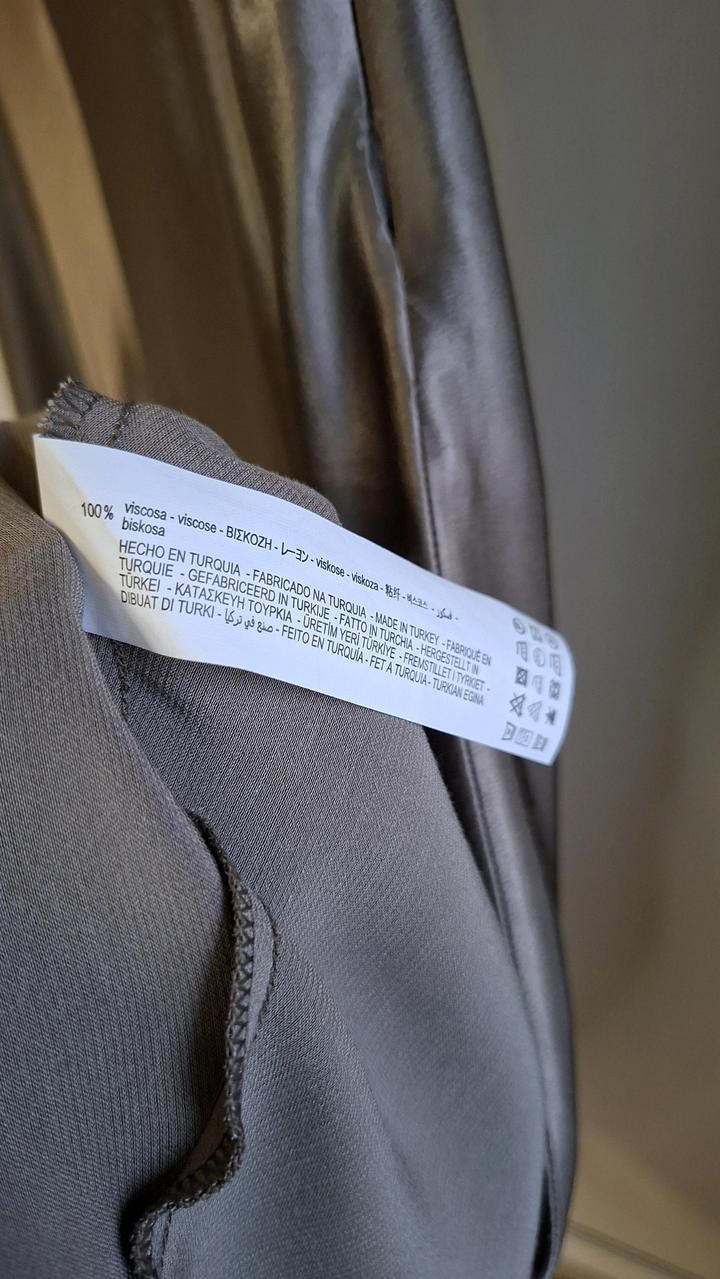 100% viscosa - viscose - ΒΙΣΚΟΖΗ - レーヨン - viskose - viskoza - 粘纤 - 비스코스 - فسكوز -
biskosa
HECHO EN TURQUIA - FABRICADO NA TURQUIA - MADE IN TURKEY - FABRIQUÉ EN
TURQUIE - GEFABRICEERD IN TURKIJE - FATTO IN TURCHIA - HERGESTELLT IN
TÜRKEI - ΚΑΤΑΣΚΕΥΗ ΤΟΥΡΚΙΑ - ÜRETİM YERİ TÜRKİYE - FREMSTILLET I TYRKIET -
DIBUAT DI TURKI - صنع في تركيا - FEITO EN TURQUÍA - FET A TURQUIA - TURKIAN EGINA